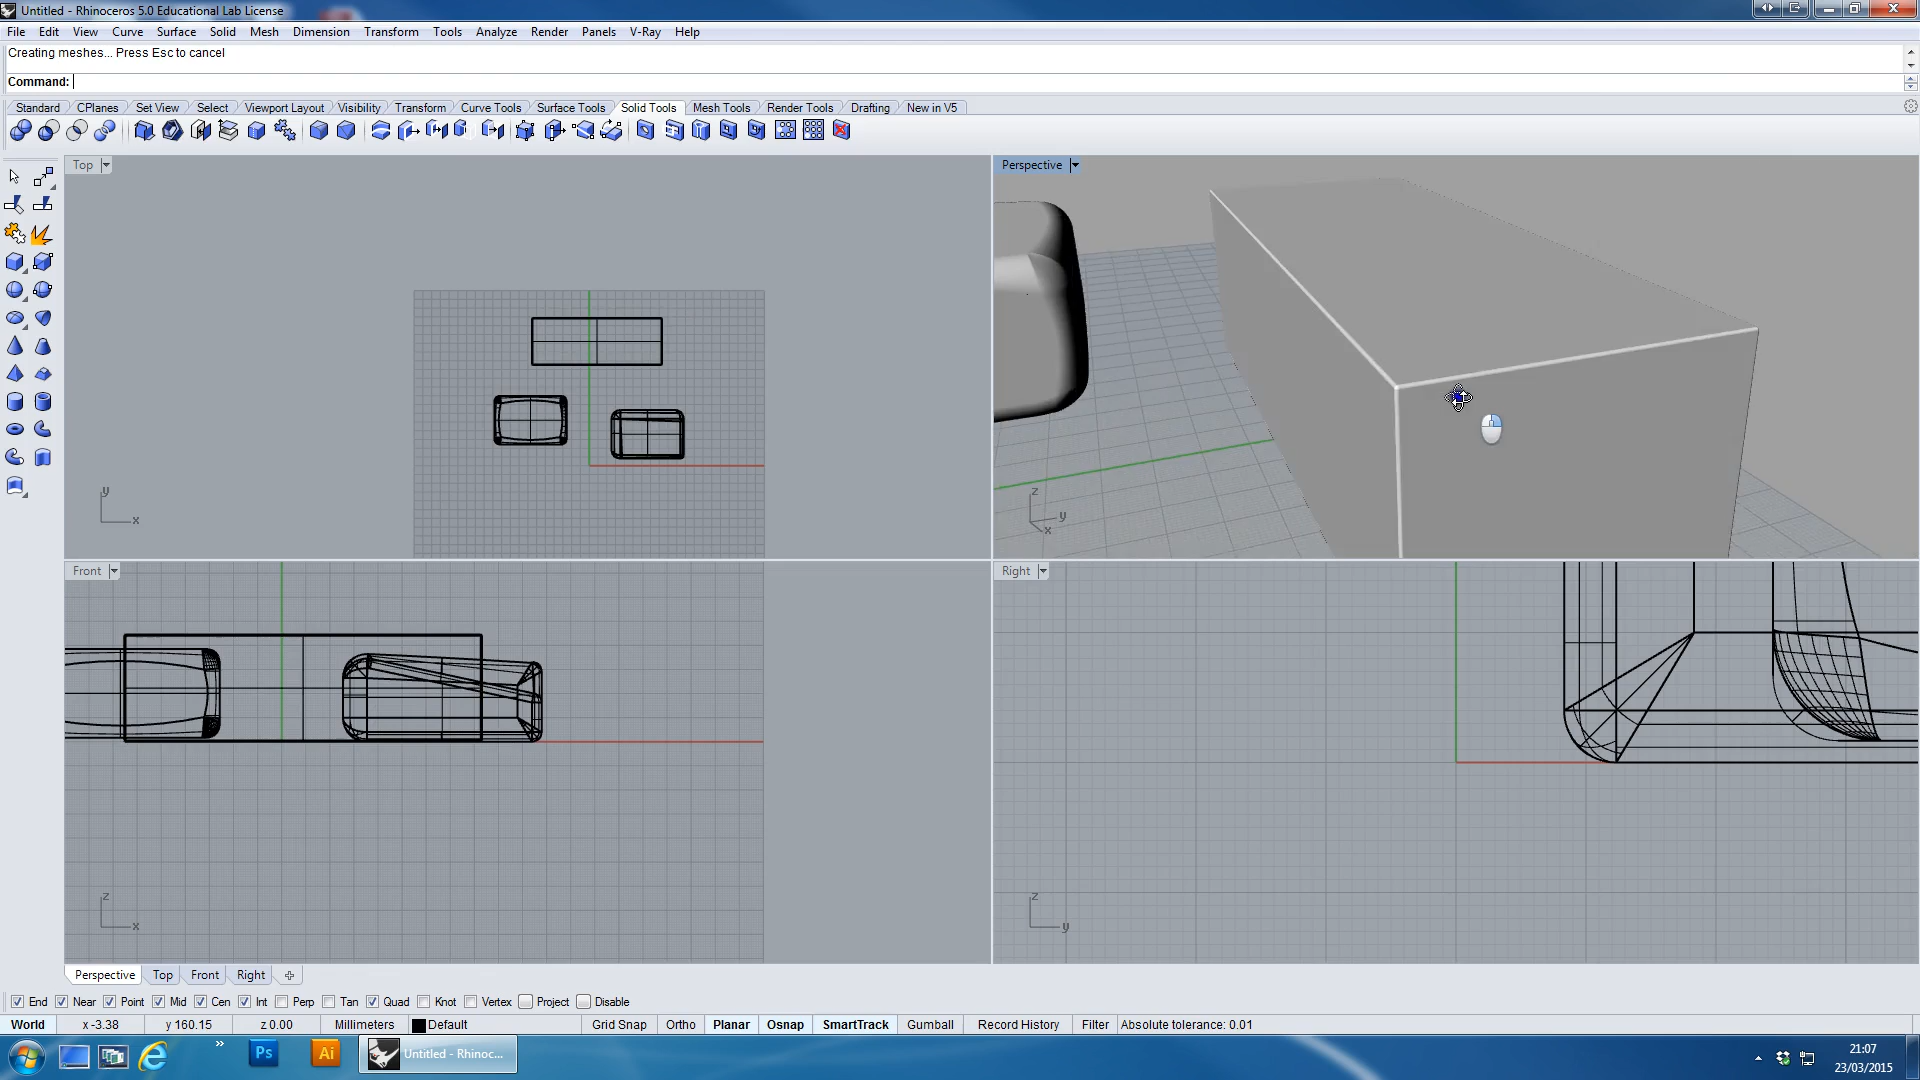 Untitled - Rhinoceros 5.0 Educational Lab License
File Edit View Curve Surface Solid Mesh Dimension Transform Tools Analyze Render Panels V-Ray Help
Creating meshes... Press Esc to cancel
Command:
Standard CPlanes Set View Select Viewport Layout Visibility Transform Curve Tools Surface Tools Solid Tools Mesh Tools Render Tools Drafting New in V5
Top
Perspective
y
x
z
y
x
Front
Right
z
x
z
y
Perspective Top Front Right
End Near Point Mid Cen Int Perp Tan Quad Knot Vertex Project Disable
World x -3.38 y 160.15 z 0.00 Millimeters Default Grid Snap Ortho Planar Osnap SmartTrack Gumball Record History Filter Absolute tolerance: 0.01
» Ps Ai Untitled - Rhinoc...
21:07
23/03/2015